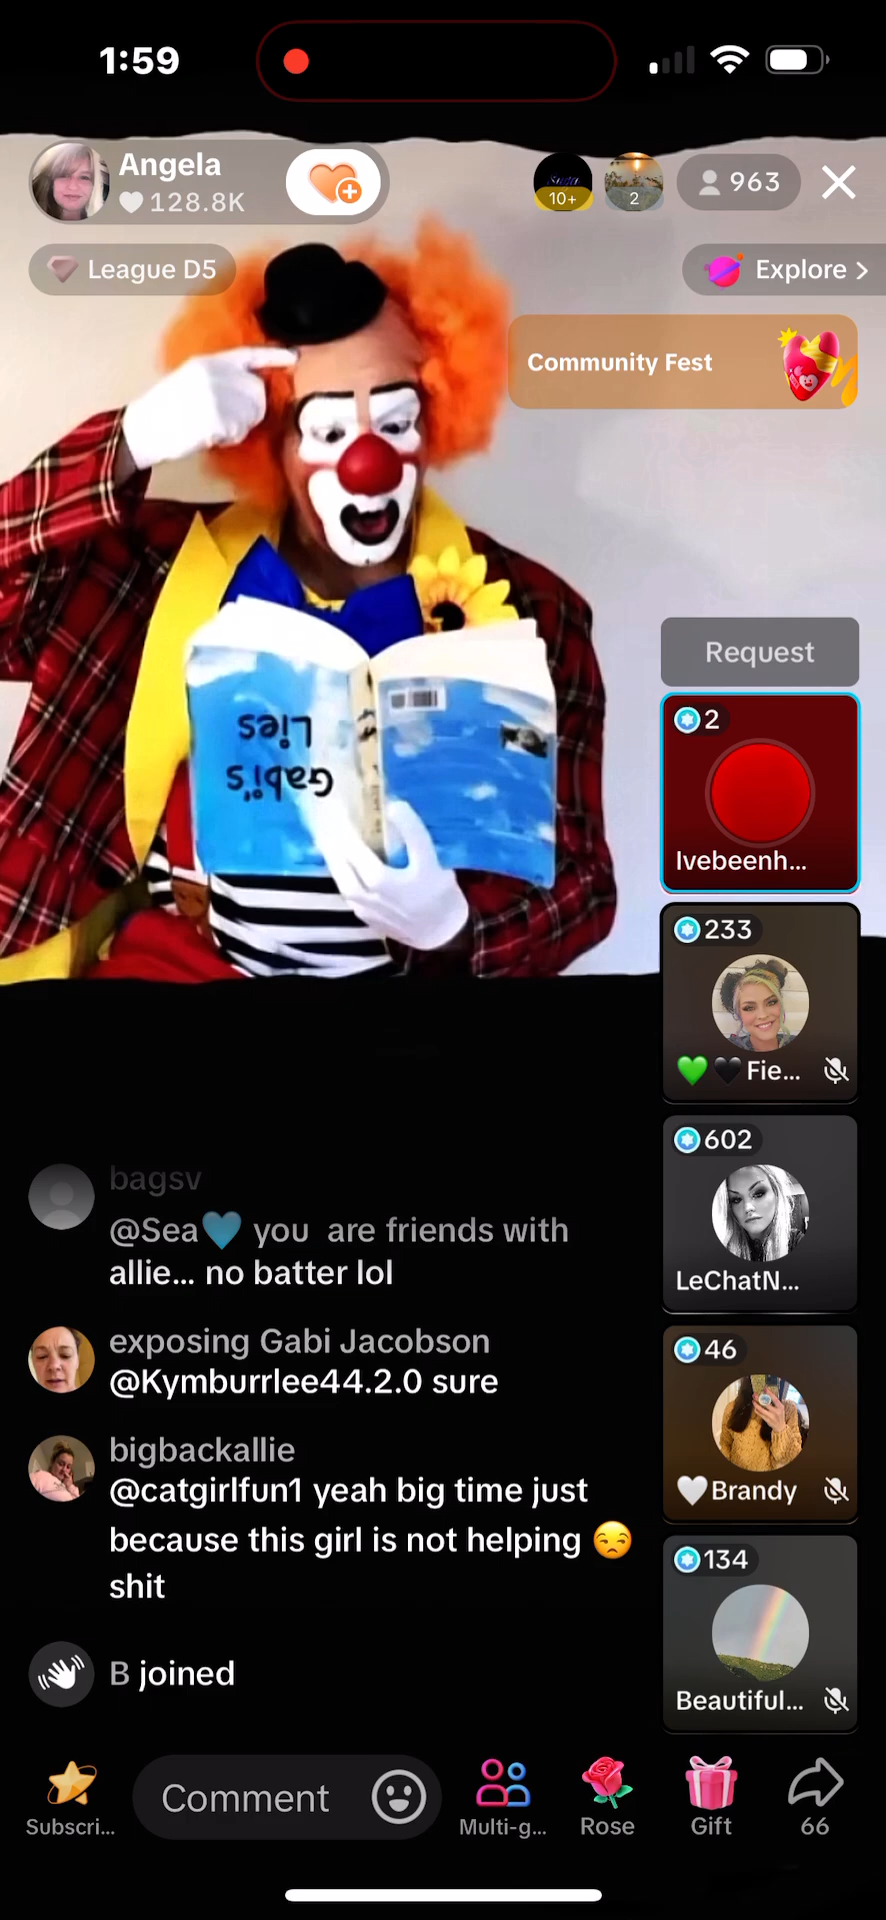 1:59
Angela
128.8K
10+
2
963
League D5
Explore >
Community Fest
Gabi's
Lies
Request
2
Ivebeenh...
233
💚🖤Fie...
602
LeChatN...
46
🤍Brandy
134
Beautiful...
bagsv
@Sea🩵 you are friends with
allie... no batter lol
exposing Gabi Jacobson
@Kymburrlee44.2.0 sure
bigbackallie
@catgirlfun1 yeah big time just
because this girl is not helping 😒
shit
B joined
Subscri...
Comment
Multi-g...
Rose
Gift
66